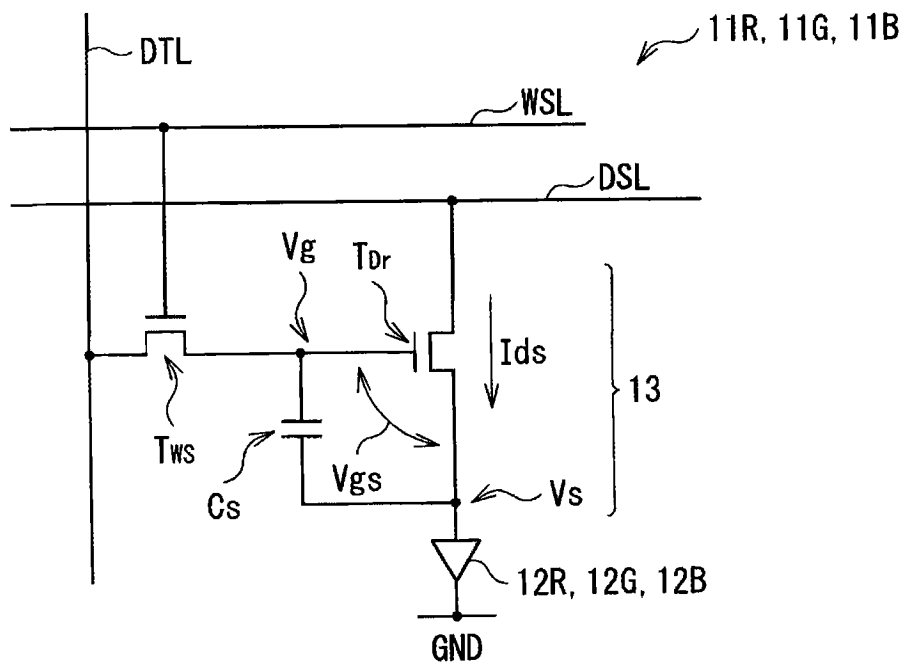 11R, 11G, 11B
DTL
WSL
DSL
Vg
TDr
Ids
13
TWS
Vgs
Cs
Vs
12R, 12G, 12B
GND